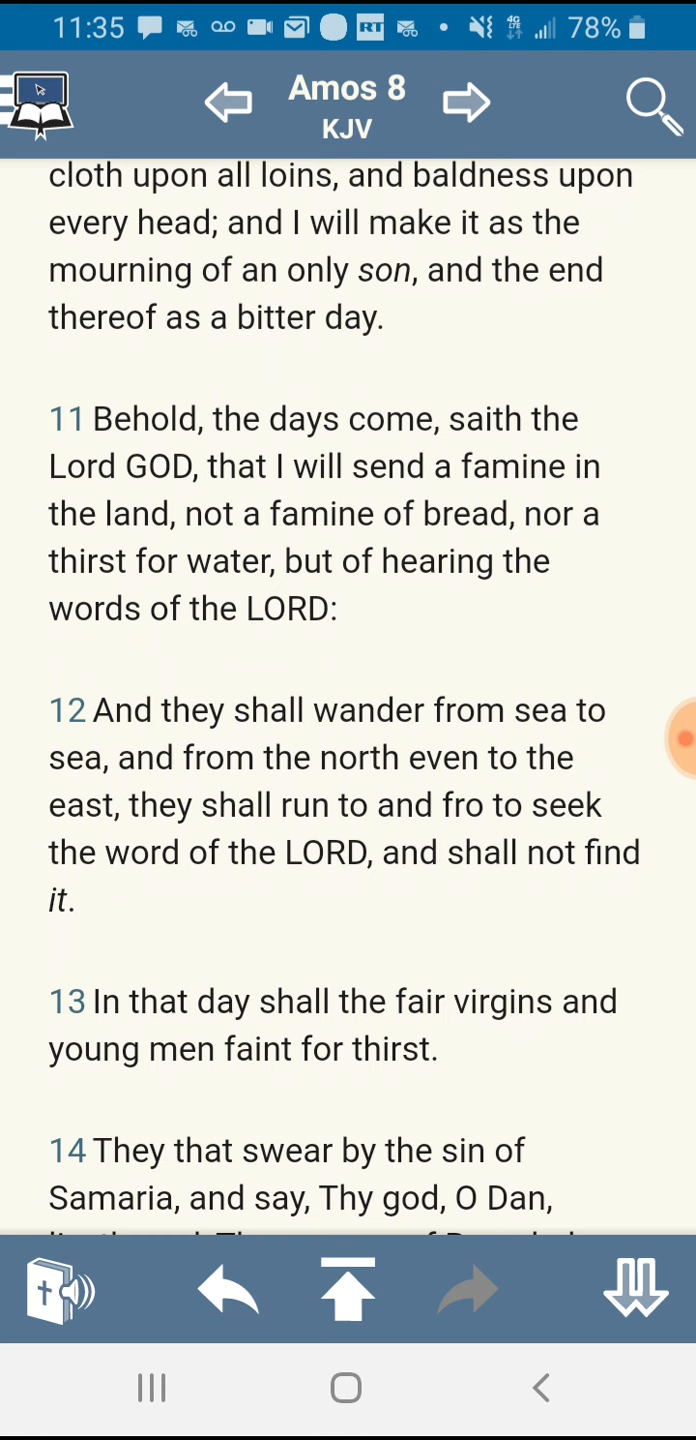 11:35 RT 4G LTE 78%
Amos 8
KJV
cloth upon all loins, and baldness upon
every head; and I will make it as the
mourning of an only son, and the end
thereof as a bitter day.
11 Behold, the days come, saith the
Lord GOD, that I will send a famine in
the land, not a famine of bread, nor a
thirst for water, but of hearing the
words of the LORD:
12 And they shall wander from sea to
sea, and from the north even to the
east, they shall run to and fro to seek
the word of the LORD, and shall not find
it.
13 In that day shall the fair virgins and
young men faint for thirst.
14 They that swear by the sin of
Samaria, and say, Thy god, O Dan,